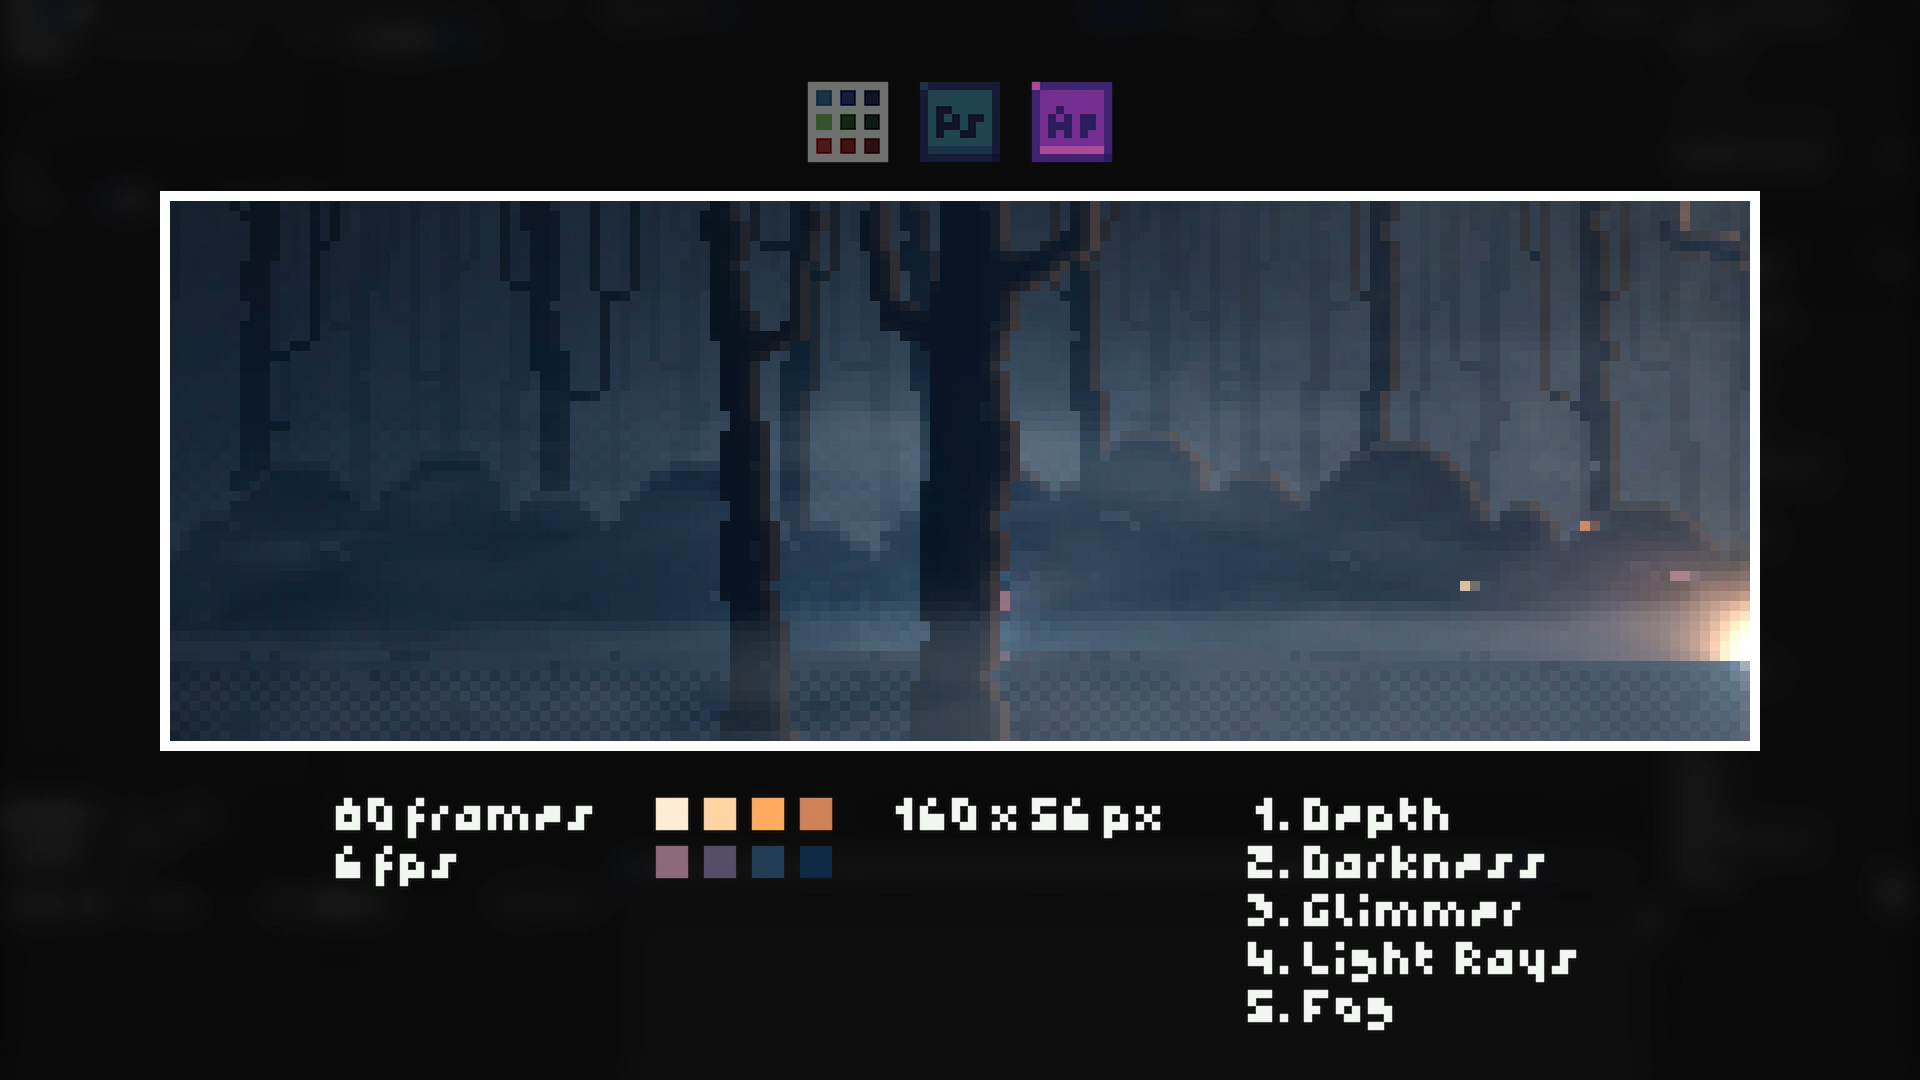 Ps
Ae
80 frames
6 fps
160 x 56 px
1. Depth
2. Darkness
3. Glimmer
4. Light Rays
5. Fog